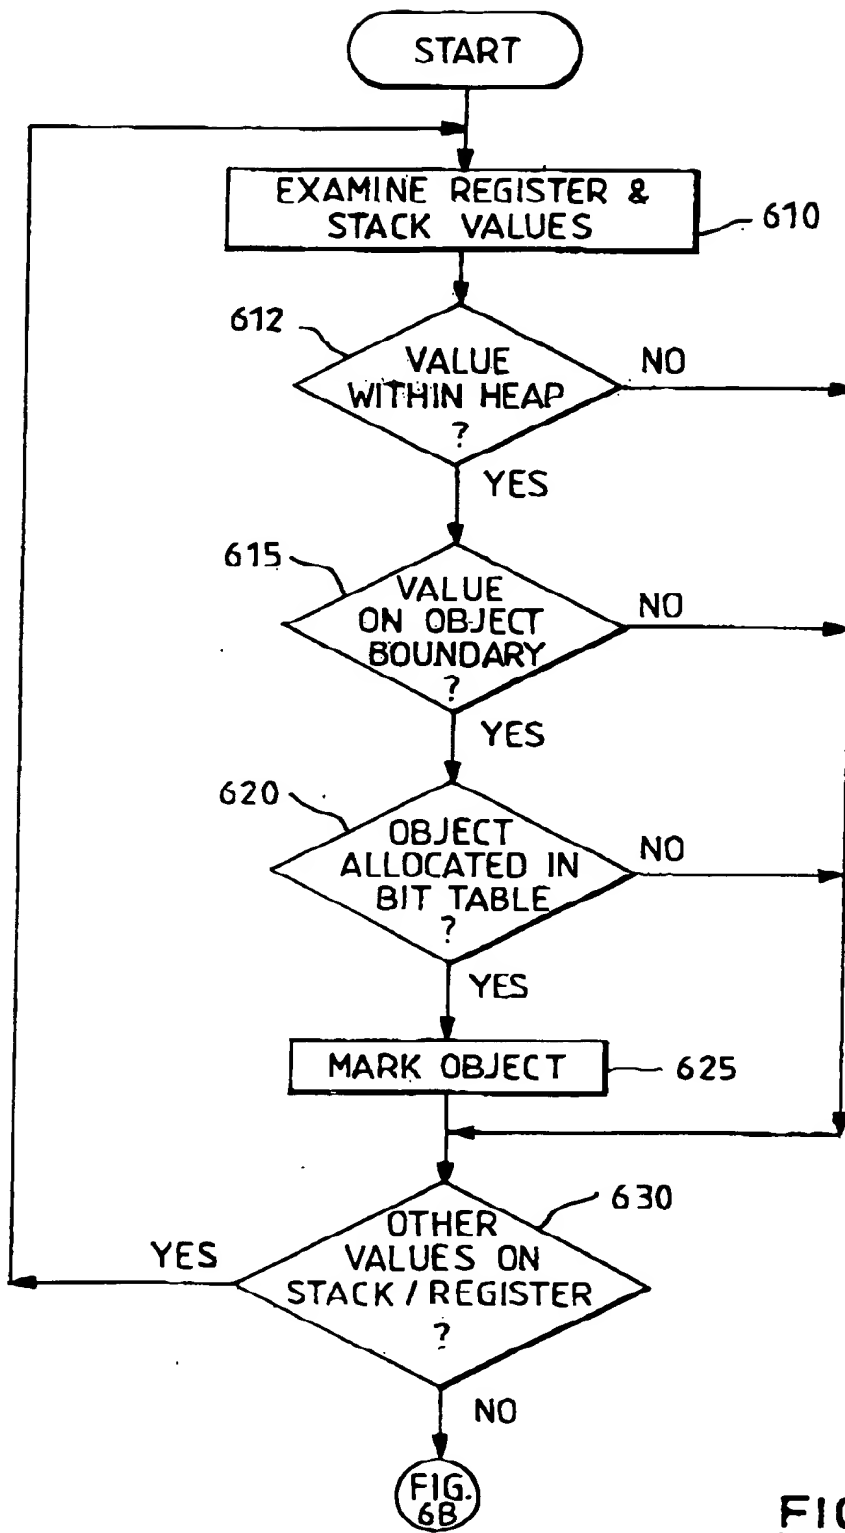 START
EXAMINE REGISTER &
STACK VALUES
610
612
VALUE
WITHIN HEAP
?
NO
YES
615
VALUE
ON OBJECT
BOUNDARY
?
NO
YES
620
OBJECT
ALLOCATED IN
BIT TABLE
?
NO
YES
MARK OBJECT
625
630
OTHER
VALUES ON
STACK / REGISTER
?
YES
NO
FIG.
6B
FIG